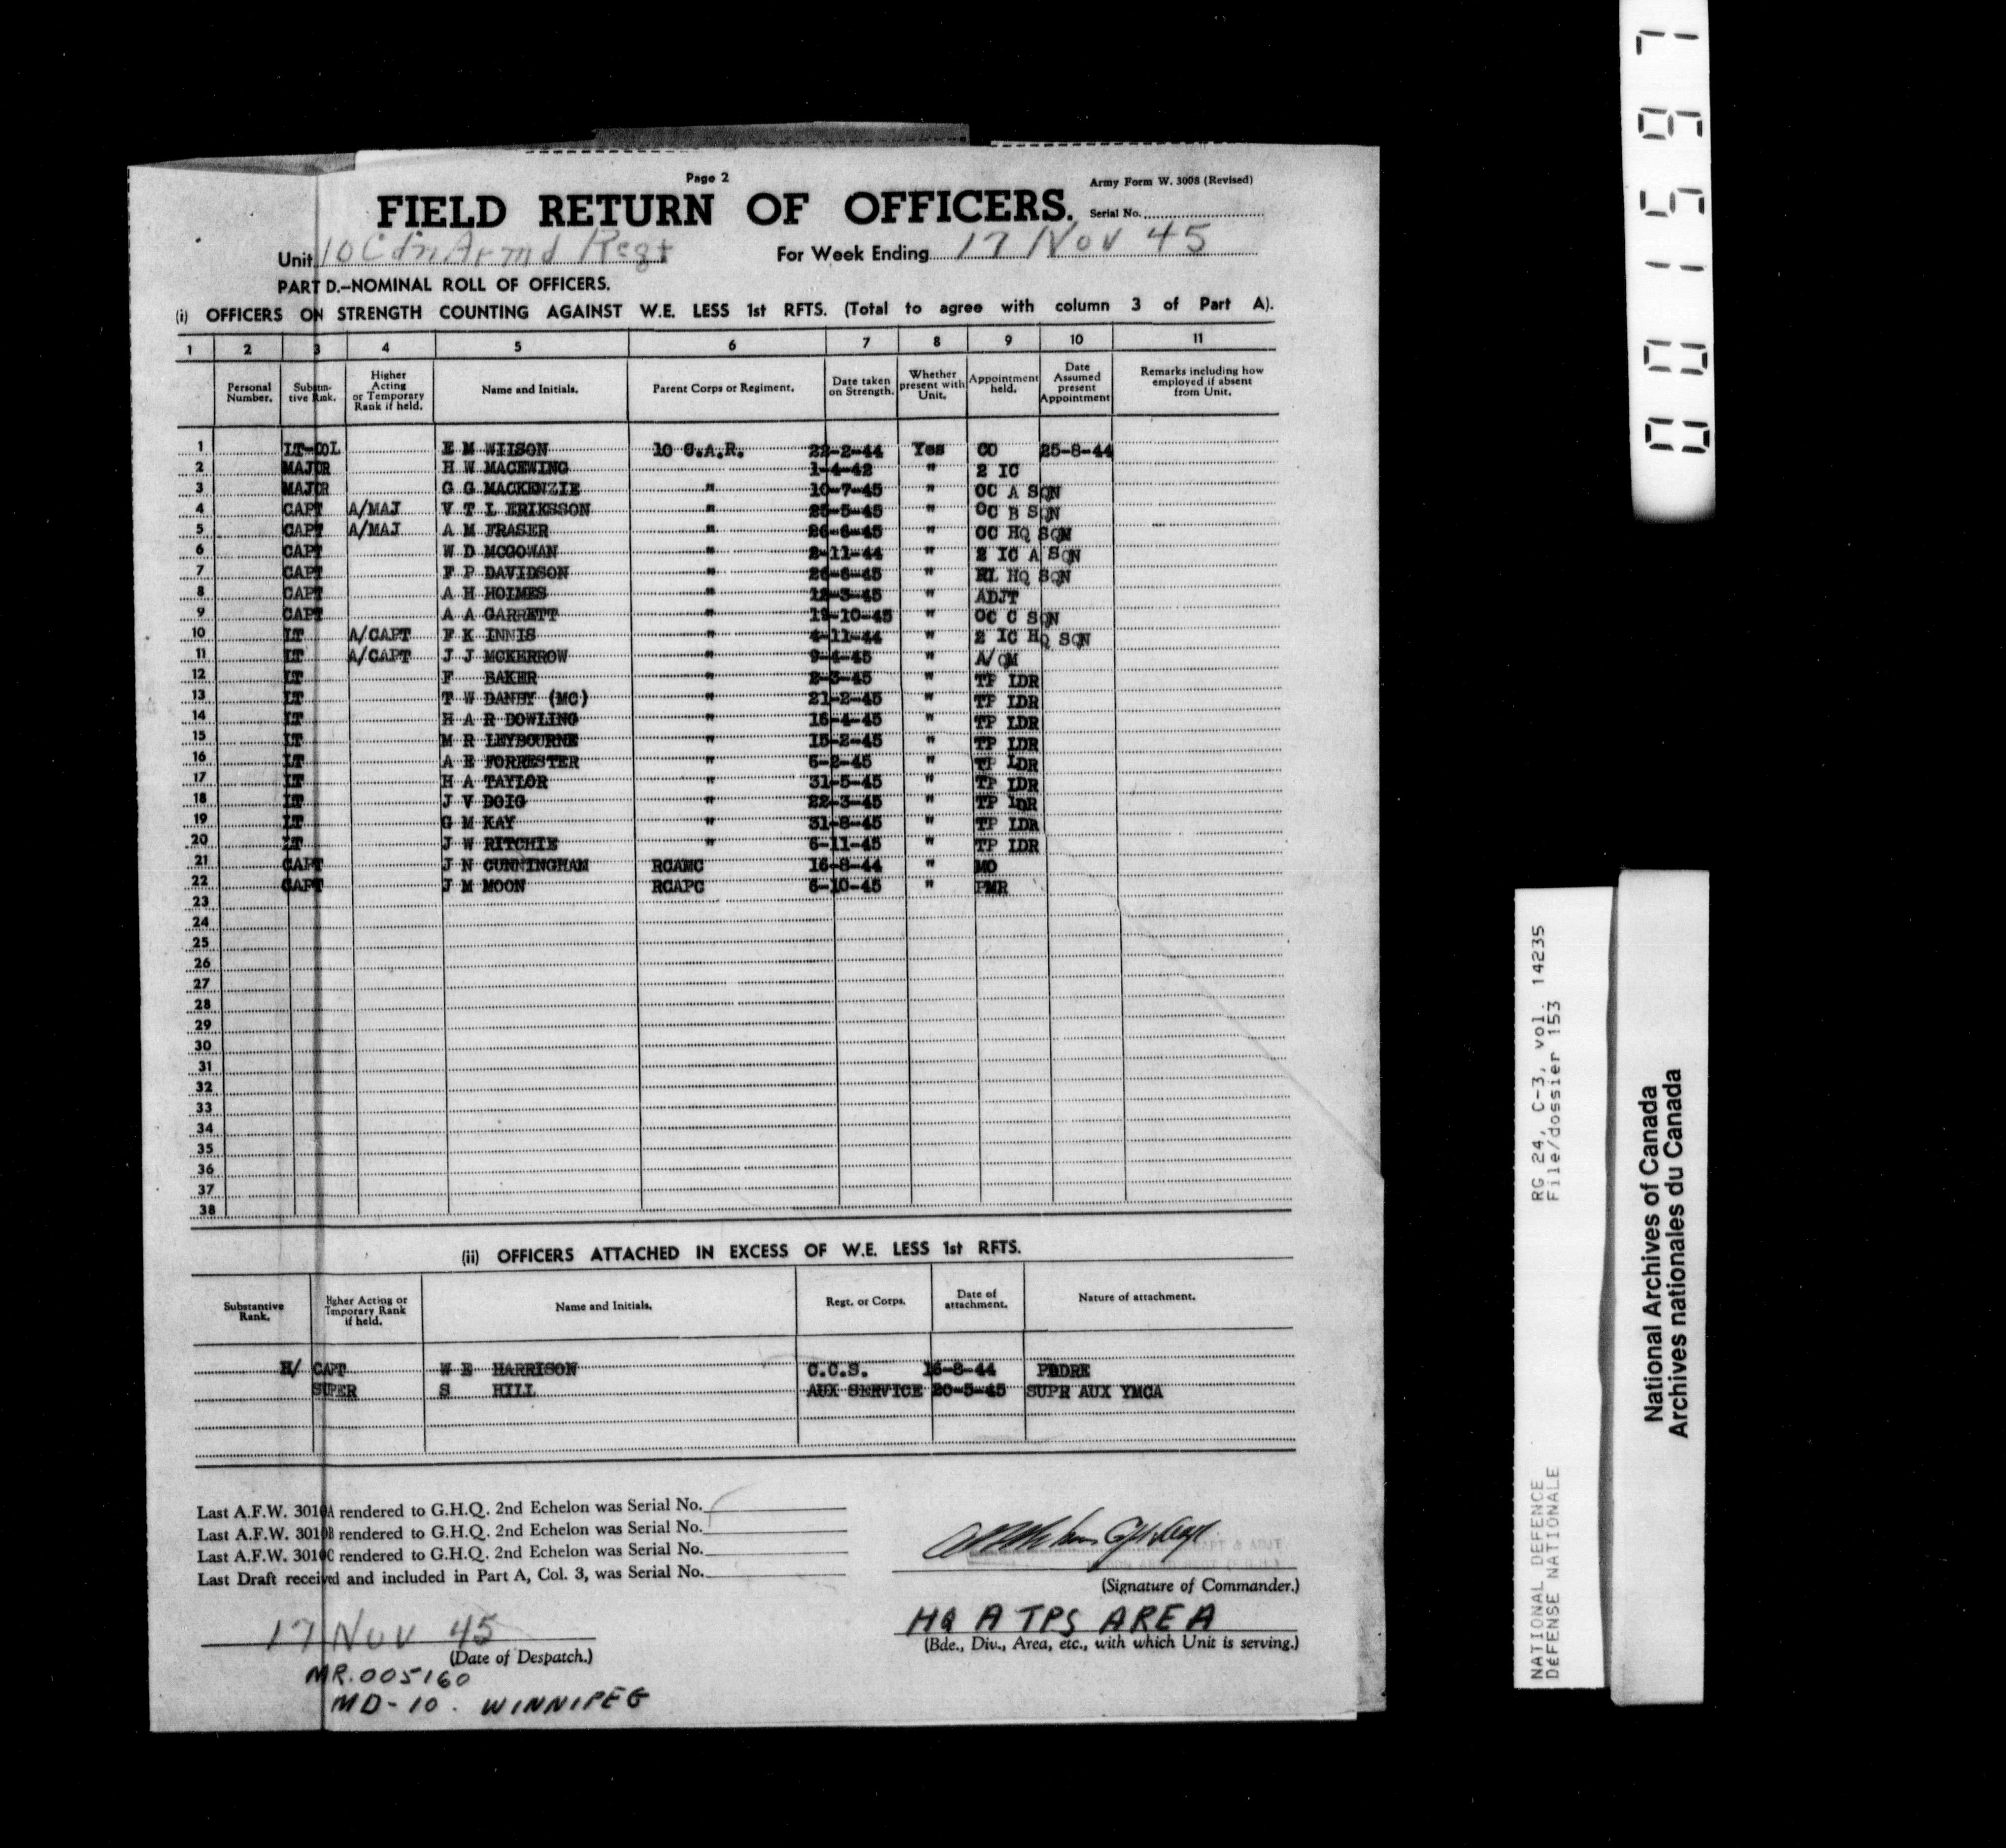 Page 2
Army Form W. 3008 (Revised)
FIELD RETURN OF OFFICERS.
Serial No.
Unit 10 Cdn Armd Regt For Week Ending 17 Nov 45
PART D.—NOMINAL ROLL OF OFFICERS.
(i) OFFICERS ON STRENGTH COUNTING AGAINST W.E. LESS 1st RFTS. (Total to agree with column 3 of Part A).
1 2 3 4 5 6 7 8 9 10 11
Personal Number. Substan-tive Rank. Higher Acting or Temporary Rank if held. Name and Initials. Parent Corps or Regiment. Date taken on Strength. Whether present with Unit. Appointment held. Date Assumed present Appointment Remarks including how employed if absent from Unit.
1 LT-COL E M WILSON 10 C.A.R. 22-2-44 Yes CO 25-8-44
2 MAJOR H W MACEWING 1-4-42 " 2 IC
3 MAJOR G G MACKENZIE " 10-7-45 " OC A SQN
4 CAPT A/MAJ V T L ERIKSSON " 25-5-45 " OC B SQN
5 CAPT A/MAJ A M FRASER " 26-6-45 " OC HQ SQN
6 CAPT W D MCGOWAN " 2-11-44 " 2 IC A SQN
7 CAPT F P DAVIDSON " 26-6-45 " RL HQ SQN
8 CAPT A H HOLMES " 12-3-45 " ADJT
9 CAPT A A GARRETT " 19-10-45 " OC C SQN
10 LT A/CAPT F K INNIS " 4-11-44 " 2 IC HQ SQN
11 LT A/CAPT J J MCKERROW " 9-4-45 " A/QM
12 LT F BAKER " 2-3-45 " TP LDR
13 LT T W DANBY (MC) " 21-2-45 " TP LDR
14 LT H A R DOWLING " 16-4-45 " TP LDR
15 LT M R LEYBOURNE " 15-2-45 " TP LDR
16 LT A E FORRESTER " 5-2-45 " TP LDR
17 LT H A TAYLOR " 31-5-45 " TP LDR
18 LT J V DOIG " 22-3-45 " TP LDR
19 LT G M KAY " 31-8-45 " TP LDR
20 LT J W RITCHIE " 6-11-45 " TP LDR
21 CAPT J N CUNNINGHAM RCAMC 16-8-44 " MO
22 CAPT J M MOON RCAPC 5-10-45 " PMR
23
24
25
26
27
28
29
30
31
32
33
34
35
36
37
38
(ii) OFFICERS ATTACHED IN EXCESS OF W.E. LESS 1st RFTS.
Substantive Rank. Hgher Acting or Temporary Rank if held. Name and Initials. Regt. or Corps. Date of attachment. Nature of attachment.
H/ CAPT W E HARRISON C.C.S. 16-8-44 PADRE
SUPER S HILL AUX SERVICE 20-5-45 SUPR AUX YMCA
Last A.F.W. 3010A rendered to G.H.Q. 2nd Echelon was Serial No.
Last A.F.W. 3010B rendered to G.H.Q. 2nd Echelon was Serial No.
Last A.F.W. 3010C rendered to G.H.Q. 2nd Echelon was Serial No.
Last Draft received and included in Part A, Col. 3, was Serial No.
(Signature of Commander.)
17 Nov 45
(Date of Despatch.)
HQ A TPS AREA
(Bde., Div., Area, etc., with which Unit is serving.)
MR.005160
MD-10. WINNIPEG
001597
RG 24, C-3, vol. 14235
File/dossier 153
NATIONAL DEFENCE
DÉFENSE NATIONALE
National Archives of Canada
Archives nationales du Canada